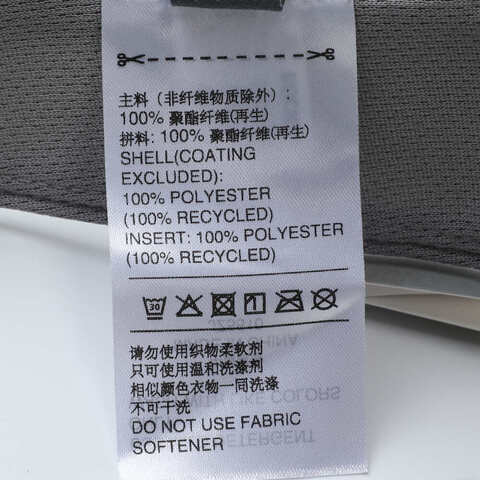 主料（非纤维物质除外）:
100% 聚酯纤维(再生)
拼料: 100% 聚酯纤维(再生)
SHELL(COATING
EXCLUDED):
100% POLYESTER
(100% RECYCLED)
INSERT: 100% POLYESTER
(100% RECYCLED)
30
请勿使用织物柔软剂
只可使用温和洗涤剂
相似颜色衣物一同洗涤
不可干洗
DO NOT USE FABRIC
SOFTENER